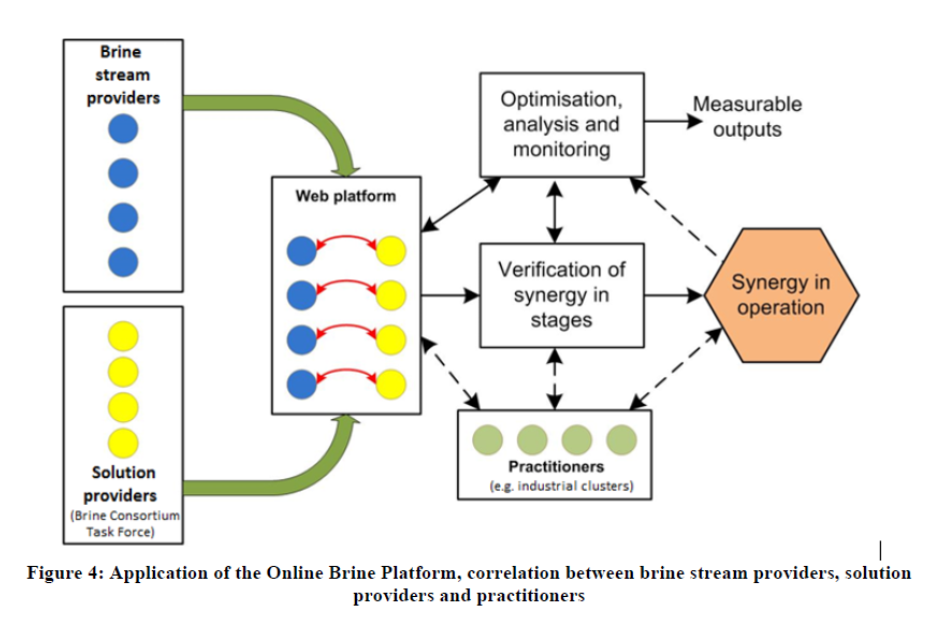 Brine
stream
providers
Web platform
Optimisation,
analysis and
monitoring
Measurable
outputs
Verification of
synergy in
stages
Synergy in
operation
Solution
providers
(Brine Consortium
Task Force)
Practitioners
(e.g. industrial clusters)
Figure 4: Application of the Online Brine Platform, correlation between brine stream providers, solution
providers and practitioners